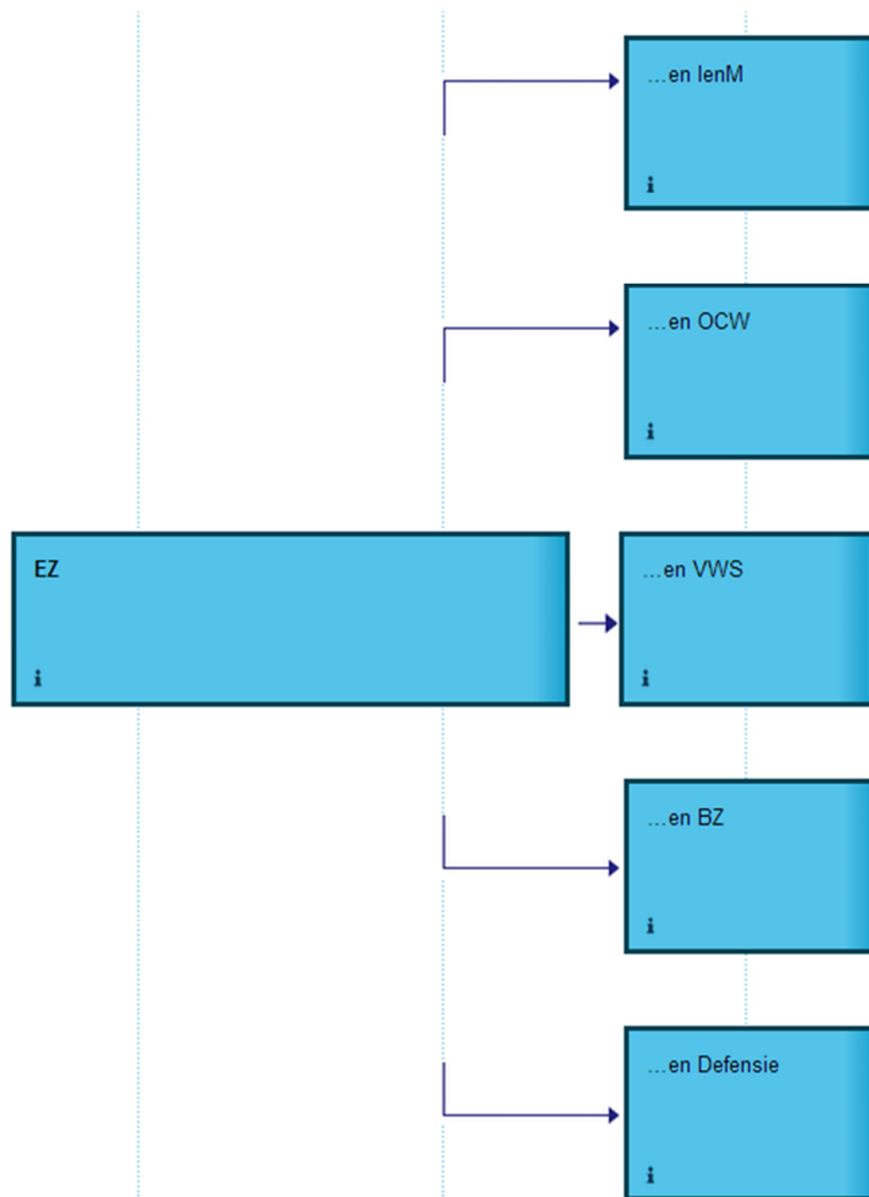 ...en IenM
i
...en OCW
i
EZ
i
...en VWS
i
...en BZ
i
...en Defensie
i